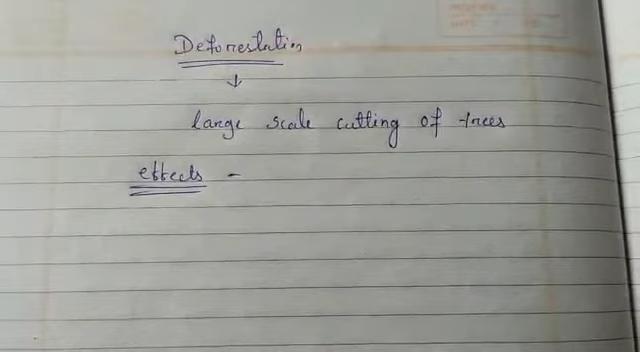 Deforestation
↓
large scale cutting of trees
effects -